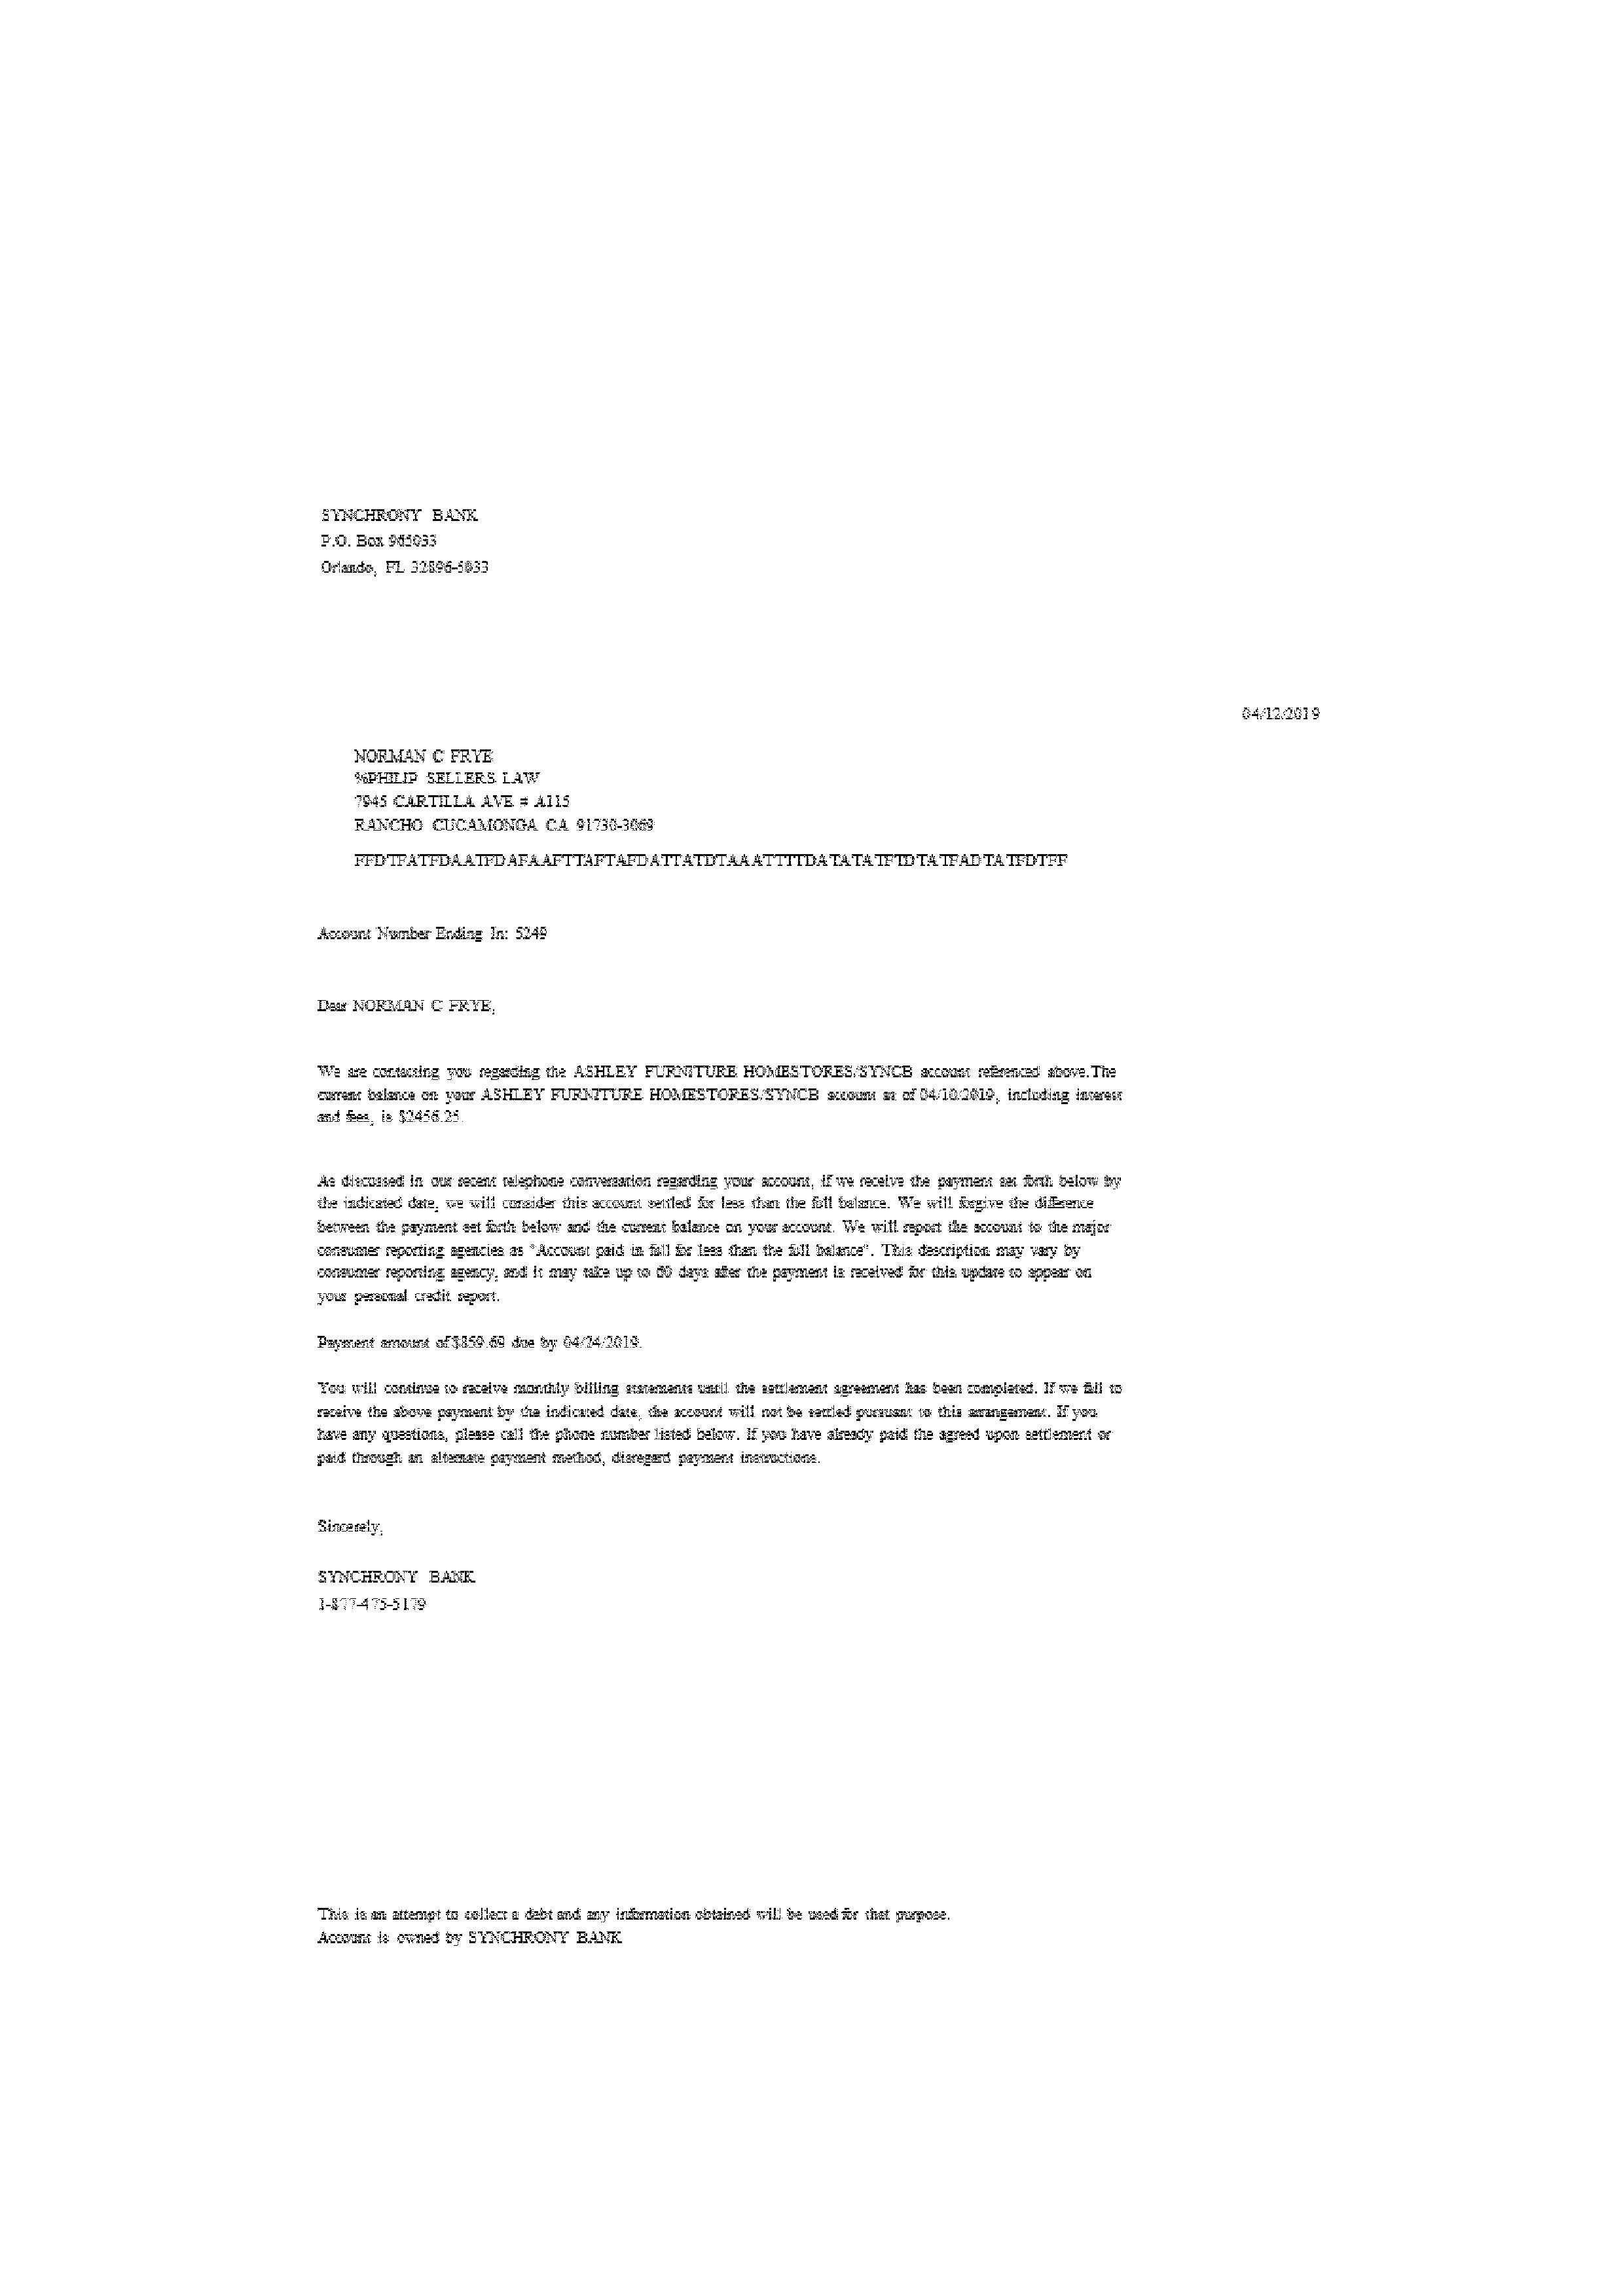 SYNCHRONY BANK
P.O. Box 965033
Orlando, FL 32896-5033
04/12/2019
NORMAN C FRYE
%PHILIP SELLERS LAW
7945 CARTILLA AVE # A115
RANCHO CUCAMONGA CA 91730-3069
FFDTFATFDAATFDAFAAFTTAFTAFDATTATDTAAATTTTDATATATFTDTATFADTATFDTFF
Account Number Ending In: 5249
Dear NORMAN C FRYE,
We are contacting you regarding the ASHLEY FURNITURE HOMESTORES/SYNCB account referenced above.The
current balance on your ASHLEY FURNITURE HOMESTORES/SYNCB account as of 04/10/2019, including interest
and fees, is $2456.25.
As discussed in our recent telephone conversation regarding your account, if we receive the payment set forth below by
the indicated date, we will consider this account settled for less than the full balance. We will forgive the difference
between the payment set forth below and the current balance on your account. We will report the account to the major
consumer reporting agencies as "Account paid in full for less than the full balance". This description may vary by
consumer reporting agency, and it may take up to 60 days after the payment is received for this update to appear on
your personal credit report.
Payment amount of $859.69 due by 04/24/2019.
You will continue to receive monthly billing statements until the settlement agreement has been completed. If we fail to
receive the above payment by the indicated date, the account will not be settled pursuant to this arrangement. If you
have any questions, please call the phone number listed below. If you have already paid the agreed upon settlement or
paid through an alternate payment method, disregard payment instructions.
Sincerely,
SYNCHRONY BANK
1-877-475-5179
This is an attempt to collect a debt and any information obtained will be used for that purpose.
Account is owned by SYNCHRONY BANK